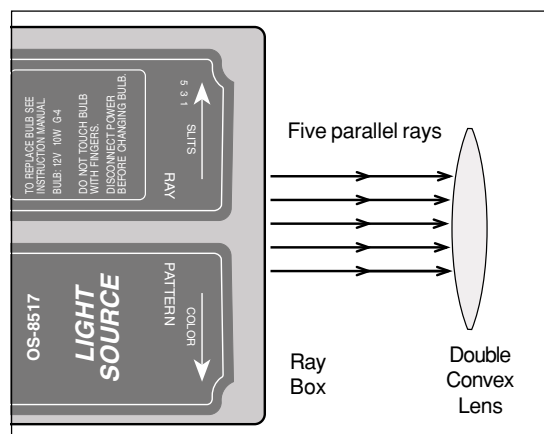 TO REPLACE BULB SEE
INSTRUCTION MANUAL
BULB: 12V 10W G-4
DO NOT TOUCH BULB
WITH FINGERS.
DISCONNECT POWER
BEFORE CHANGING BULB.
RAY
SLITS
5 3 1
OS-8517
LIGHT
SOURCE
PATTERN
COLOR
Five parallel rays
Ray
Box
Double
Convex
Lens